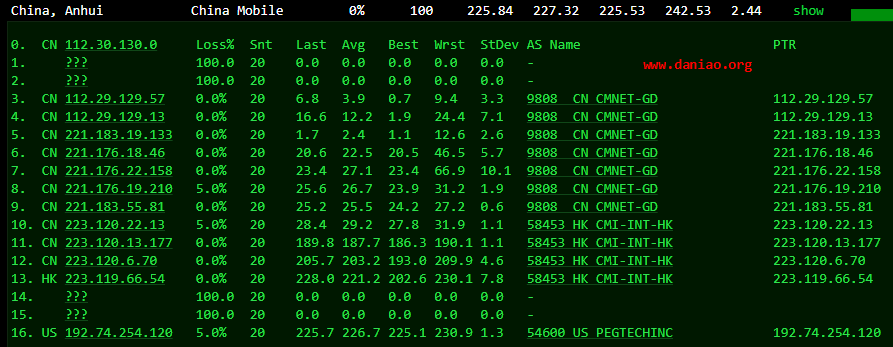 China, Anhui China Mobile 0% 100 225.84 227.32 225.53 242.53 2.44 show
0. CN 112.30.130.0 Loss% Snt Last Avg Best Wrst StDev AS Name PTR
1. ??? 100.0 20 0.0 0.0 0.0 0.0 0.0 -
www.daniao.org
2. ??? 100.0 20 0.0 0.0 0.0 0.0 0.0 -
3. CN 112.29.129.57 0.0% 20 6.8 3.9 0.7 9.4 3.3 9808 CN CMNET-GD 112.29.129.57
4. CN 112.29.129.13 0.0% 20 16.6 12.2 1.9 24.4 7.1 9808 CN CMNET-GD 112.29.129.13
5. CN 221.183.19.133 0.0% 20 1.7 2.4 1.1 12.6 2.6 9808 CN CMNET-GD 221.183.19.133
6. CN 221.176.18.46 0.0% 20 20.6 22.5 20.5 46.5 5.7 9808 CN CMNET-GD 221.176.18.46
7. CN 221.176.22.158 0.0% 20 23.4 27.1 23.4 66.9 10.1 9808 CN CMNET-GD 221.176.22.158
8. CN 221.176.19.210 5.0% 20 25.6 26.7 23.9 31.2 1.9 9808 CN CMNET-GD 221.176.19.210
9. CN 221.183.55.81 0.0% 20 25.2 25.5 24.2 27.2 0.6 9808 CN CMNET-GD 221.183.55.81
10. CN 223.120.22.13 5.0% 20 28.4 29.2 27.8 31.9 1.1 58453 HK CMI-INT-HK 223.120.22.13
11. CN 223.120.13.177 0.0% 20 189.8 187.7 186.3 190.1 1.1 58453 HK CMI-INT-HK 223.120.13.177
12. CN 223.120.6.70 0.0% 20 205.7 203.2 193.0 209.9 4.6 58453 HK CMI-INT-HK 223.120.6.70
13. HK 223.119.66.54 0.0% 20 228.0 221.2 202.6 230.1 7.8 58453 HK CMI-INT-HK 223.119.66.54
14. ??? 100.0 20 0.0 0.0 0.0 0.0 0.0 -
15. ??? 100.0 20 0.0 0.0 0.0 0.0 0.0 -
16. US 192.74.254.120 5.0% 20 225.7 226.7 225.1 230.9 1.3 54600 US PEGTECHINC 192.74.254.120